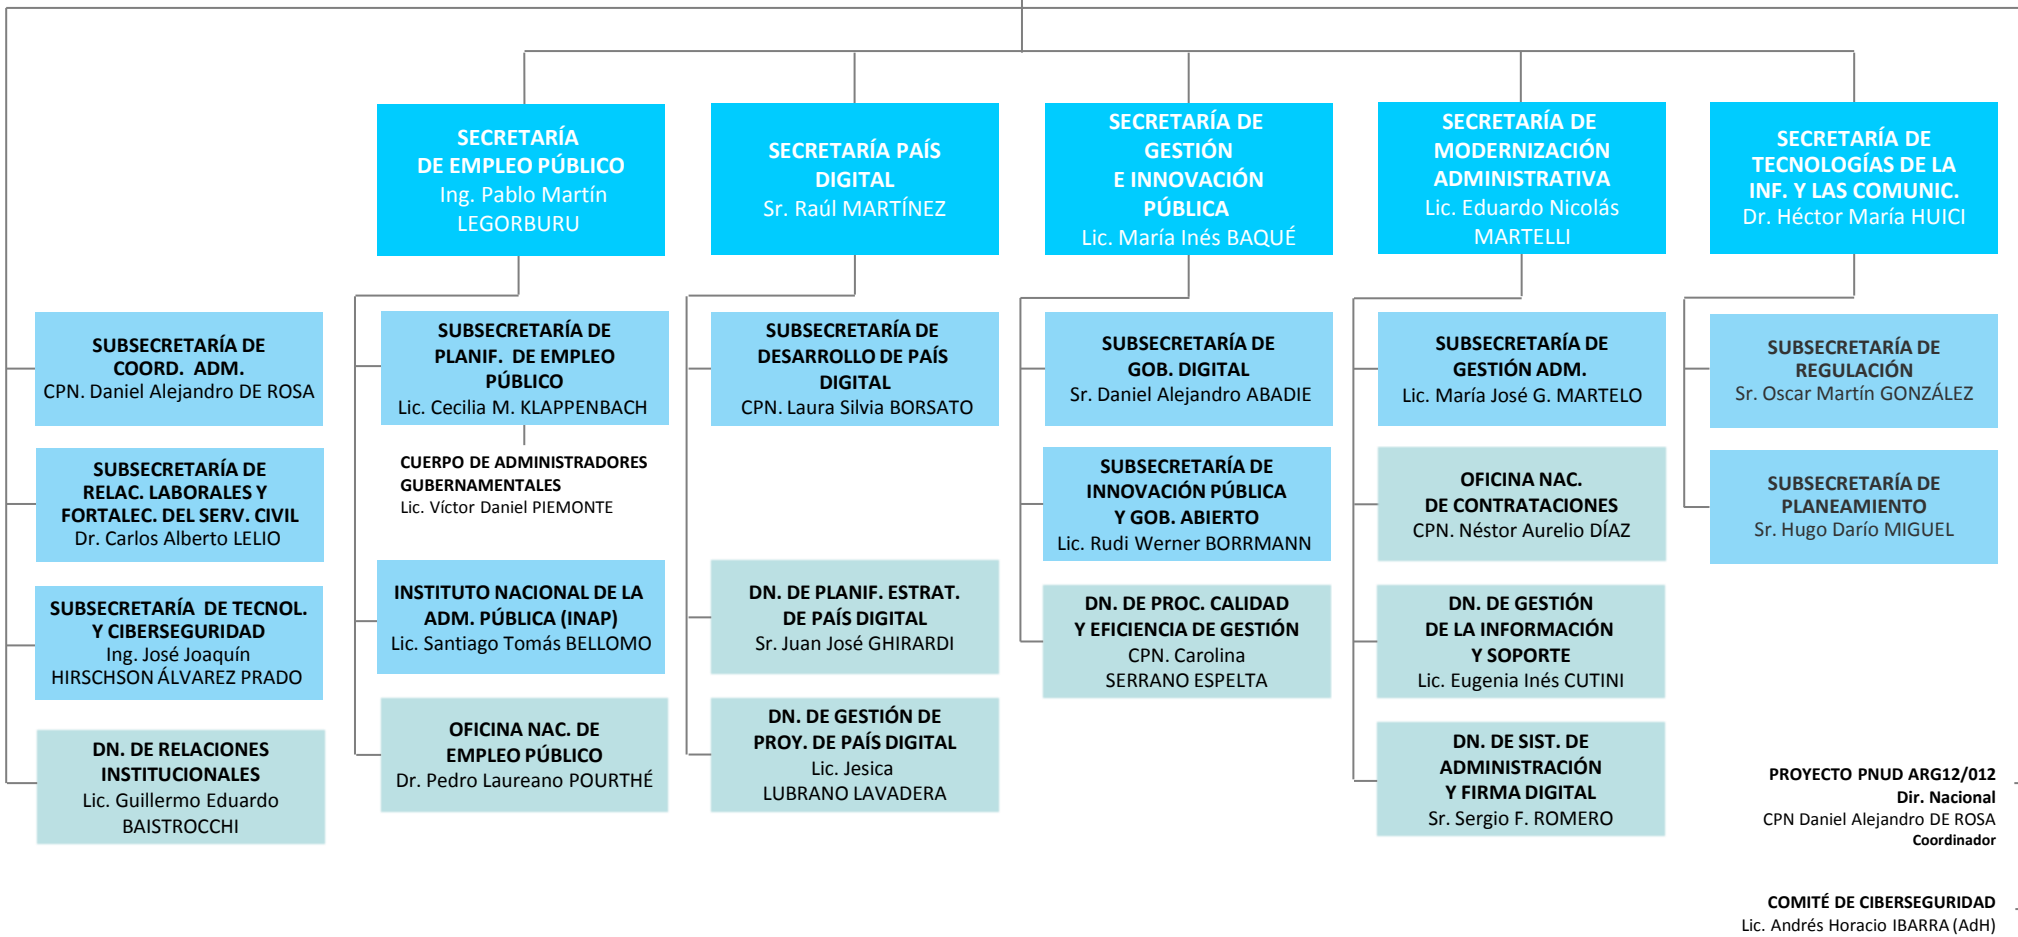 SECRETARÍA
DE EMPLEO PÚBLICO
Ing. Pablo Martín
LEGORBURU
SECRETARÍA PAÍS
DIGITAL
Sr. Raúl MARTÍNEZ
SECRETARÍA DE
GESTIÓN
E INNOVACIÓN
PÚBLICA
Lic. María Inés BAQUÉ
SECRETARÍA DE
MODERNIZACIÓN
ADMINISTRATIVA
Lic. Eduardo Nicolás
MARTELLI
SECRETARÍA DE
TECNOLOGÍAS DE LA
INF. Y LAS COMUNIC.
Dr. Héctor María HUICI
SUBSECRETARÍA DE
COORD. ADM.
CPN. Daniel Alejandro DE ROSA
SUBSECRETARÍA DE
RELAC. LABORALES Y
FORTALEC. DEL SERV. CIVIL
Dr. Carlos Alberto LELIO
SUBSECRETARÍA DE TECNOL.
Y CIBERSEGURIDAD
Ing. José Joaquín
HIRSCHSON ÁLVAREZ PRADO
DN. DE RELACIONES
INSTITUCIONALES
Lic. Guillermo Eduardo
BAISTROCCHI
SUBSECRETARÍA DE
PLANIF. DE EMPLEO
PÚBLICO
Lic. Cecilia M. KLAPPENBACH
CUERPO DE ADMINISTRADORES
GUBERNAMENTALES
Lic. Víctor Daniel PIEMONTE
INSTITUTO NACIONAL DE LA
ADM. PÚBLICA (INAP)
Lic. Santiago Tomás BELLOMO
OFICINA NAC. DE
EMPLEO PÚBLICO
Dr. Pedro Laureano POURTHÉ
SUBSECRETARÍA DE
DESARROLLO DE PAÍS
DIGITAL
CPN. Laura Silvia BORSATO
DN. DE PLANIF. ESTRAT.
DE PAÍS DIGITAL
Sr. Juan José GHIRARDI
DN. DE GESTIÓN DE
PROY. DE PAÍS DIGITAL
Lic. Jesica
LUBRANO LAVADERA
SUBSECRETARÍA DE
GOB. DIGITAL
Sr. Daniel Alejandro ABADIE
SUBSECRETARÍA DE
INNOVACIÓN PÚBLICA
Y GOB. ABIERTO
Lic. Rudi Werner BORRMANN
DN. DE PROC. CALIDAD
Y EFICIENCIA DE GESTIÓN
CPN. Carolina
SERRANO ESPELTA
SUBSECRETARÍA DE
GESTIÓN ADM.
Lic. María José G. MARTELO
OFICINA NAC.
DE CONTRATACIONES
CPN. Néstor Aurelio DÍAZ
DN. DE GESTIÓN
DE LA INFORMACIÓN
Y SOPORTE
Lic. Eugenia Inés CUTINI
DN. DE SIST. DE
ADMINISTRACIÓN
Y FIRMA DIGITAL
Sr. Sergio F. ROMERO
SUBSECRETARÍA DE
REGULACIÓN
Sr. Oscar Martín GONZÁLEZ
SUBSECRETARÍA DE
PLANEAMIENTO
Sr. Hugo Darío MIGUEL
PROYECTO PNUD ARG12/012
Dir. Nacional
CPN Daniel Alejandro DE ROSA
Coordinador
COMITÉ DE CIBERSEGURIDAD
Lic. Andrés Horacio IBARRA (AdH)